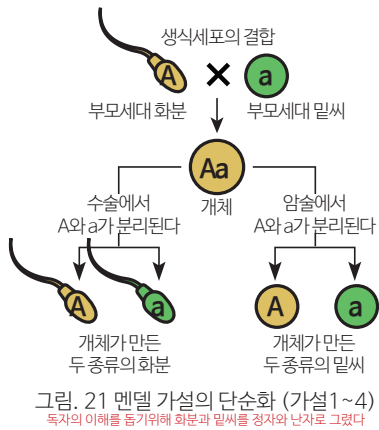 생식세포의 결합
A × a
부모세대 화분 부모세대 밑씨
Aa
개체
수술에서 암술에서
A와 a가 분리된다 A와 a가 분리된다
A a A a
개체가 만든 개체가 만든
두 종류의 화분 두 종류의 밑씨
그림. 21 멘델 가설의 단순화 (가설1~4)
독자의 이해를 돕기위해 화분과 밑씨를 정자와 난자로 그렸다